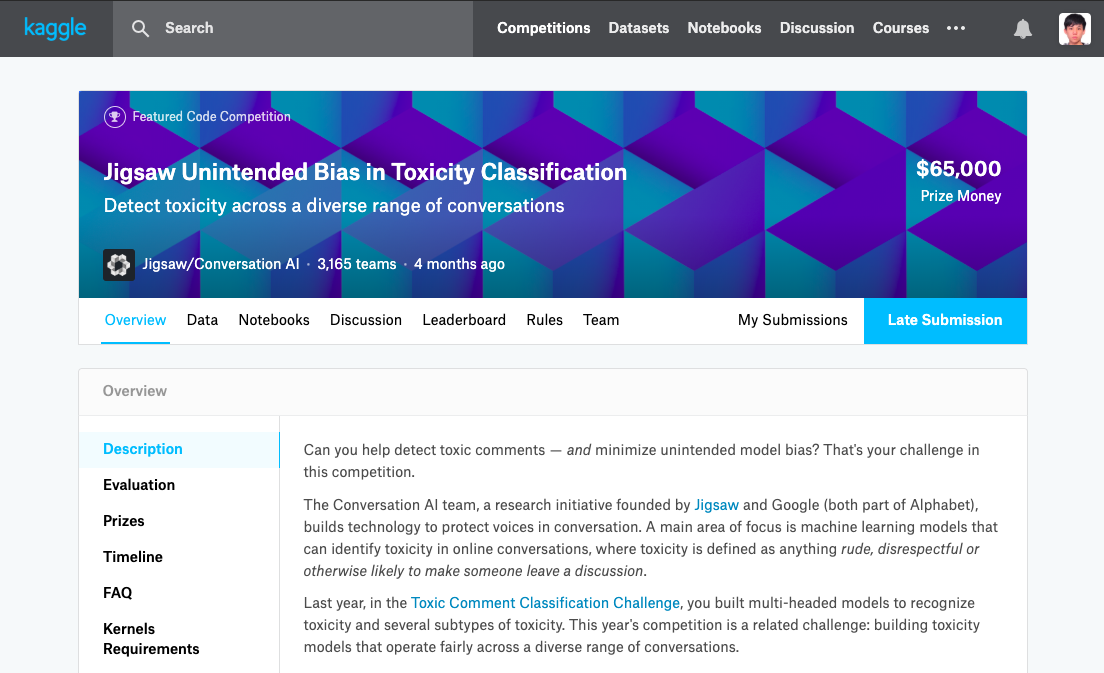 kaggle
Search
Competitions Datasets Notebooks Discussion Courses •••
Featured Code Competition
Jigsaw Unintended Bias in Toxicity Classification
Detect toxicity across a diverse range of conversations
$65,000
Prize Money
Jigsaw/Conversation AI · 3,165 teams · 4 months ago
Overview Data Notebooks Discussion Leaderboard Rules Team My Submissions Late Submission
Overview
Description
Evaluation
Prizes
Timeline
FAQ
Kernels
Requirements
Can you help detect toxic comments — and minimize unintended model bias? That's your challenge in
this competition.
The Conversation AI team, a research initiative founded by Jigsaw and Google (both part of Alphabet),
builds technology to protect voices in conversation. A main area of focus is machine learning models that
can identify toxicity in online conversations, where toxicity is defined as anything rude, disrespectful or
otherwise likely to make someone leave a discussion.
Last year, in the Toxic Comment Classification Challenge, you built multi-headed models to recognize
toxicity and several subtypes of toxicity. This year's competition is a related challenge: building toxicity
models that operate fairly across a diverse range of conversations.